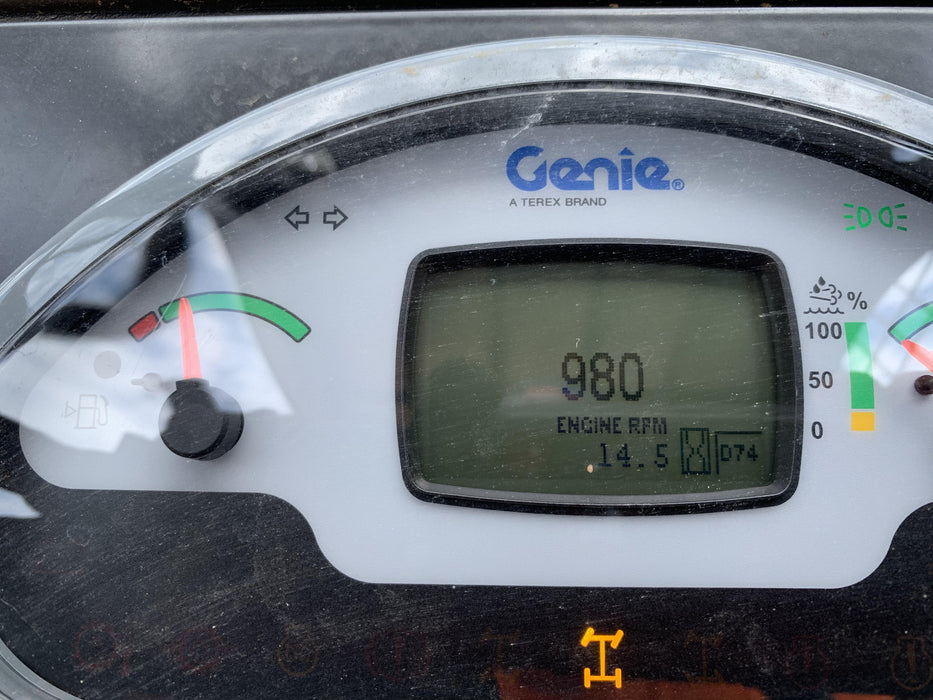 Genie®
A TEREX BRAND
%
100
50
0
980
ENGINE RPM
14.5
D74